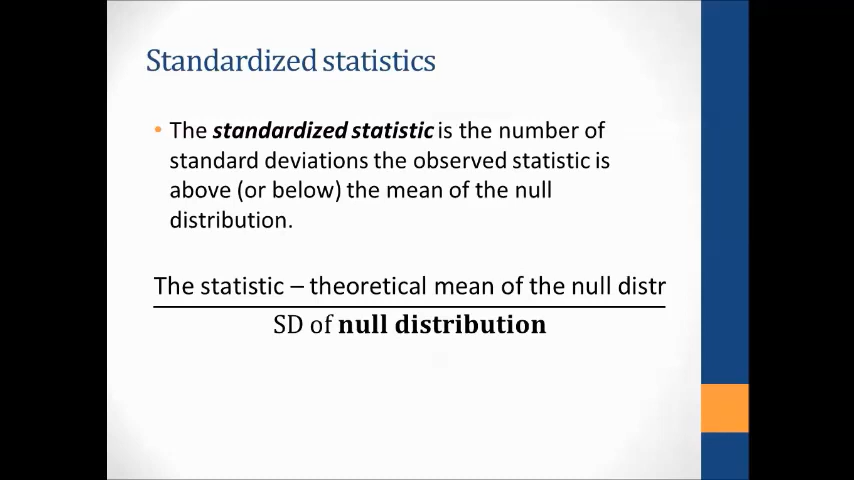 Standardized statistics
• The standardized statistic is the number of
standard deviations the observed statistic is
above (or below) the mean of the null
distribution.
The statistic – theoretical mean of the null distr
SD of null distribution